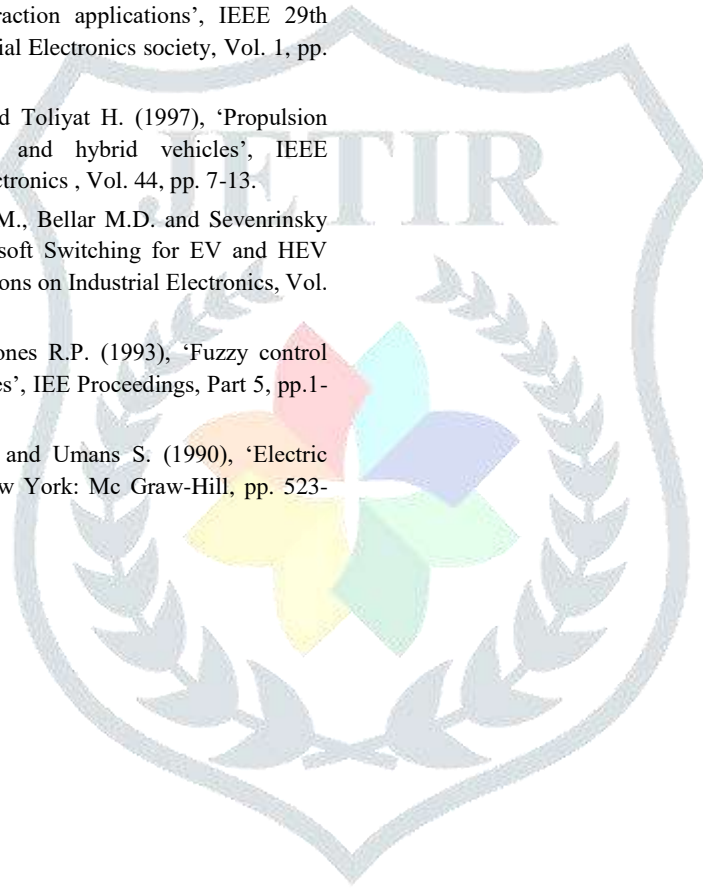 raction applications’, IEEE 29th
ial Electronics society, Vol. 1, pp.
d Toliyat H. (1997), ‘Propulsion
and hybrid vehicles’, IEEE
ctronics , Vol. 44, pp. 7-13.
M., Bellar M.D. and Sevenrinsky
soft Switching for EV and HEV
ons on Industrial Electronics, Vol.
ones R.P. (1993), ‘Fuzzy control
es’, IEE Proceedings, Part 5, pp.1-
and Umans S. (1990), ‘Electric
w York: Mc Graw-Hill, pp. 523-
JETIR